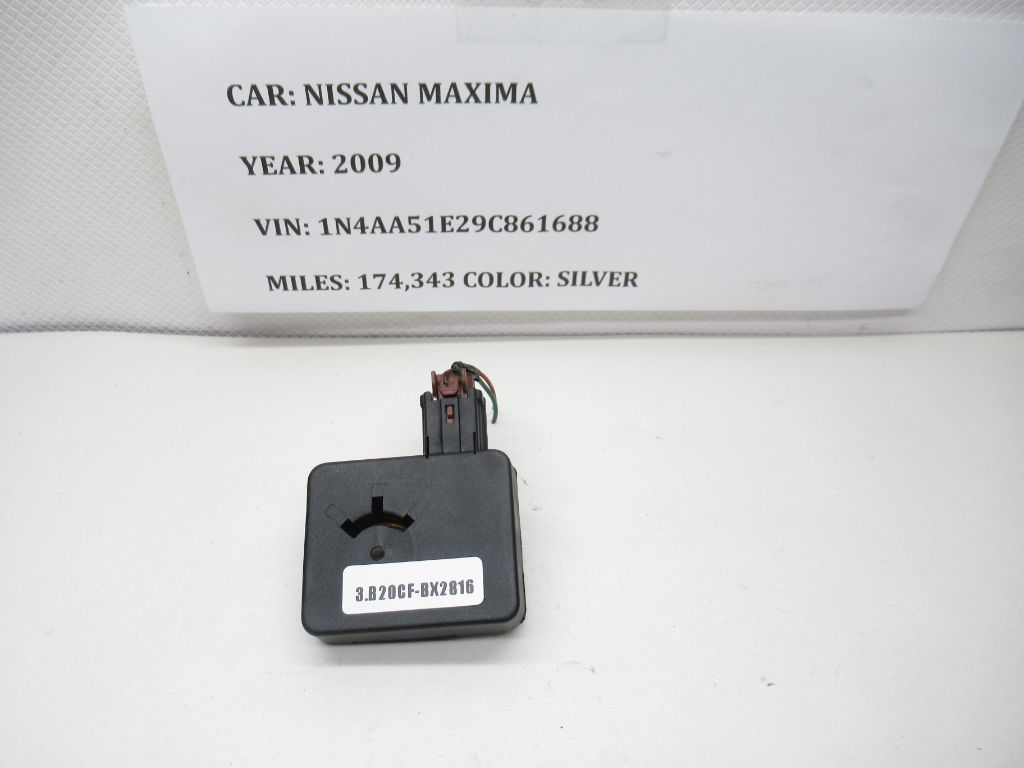 CAR: NISSAN MAXIMA
YEAR: 2009
VIN: 1N4AA51E29C861688
MILES: 174,343 COLOR: SILVER
3.B20CF-BX2816